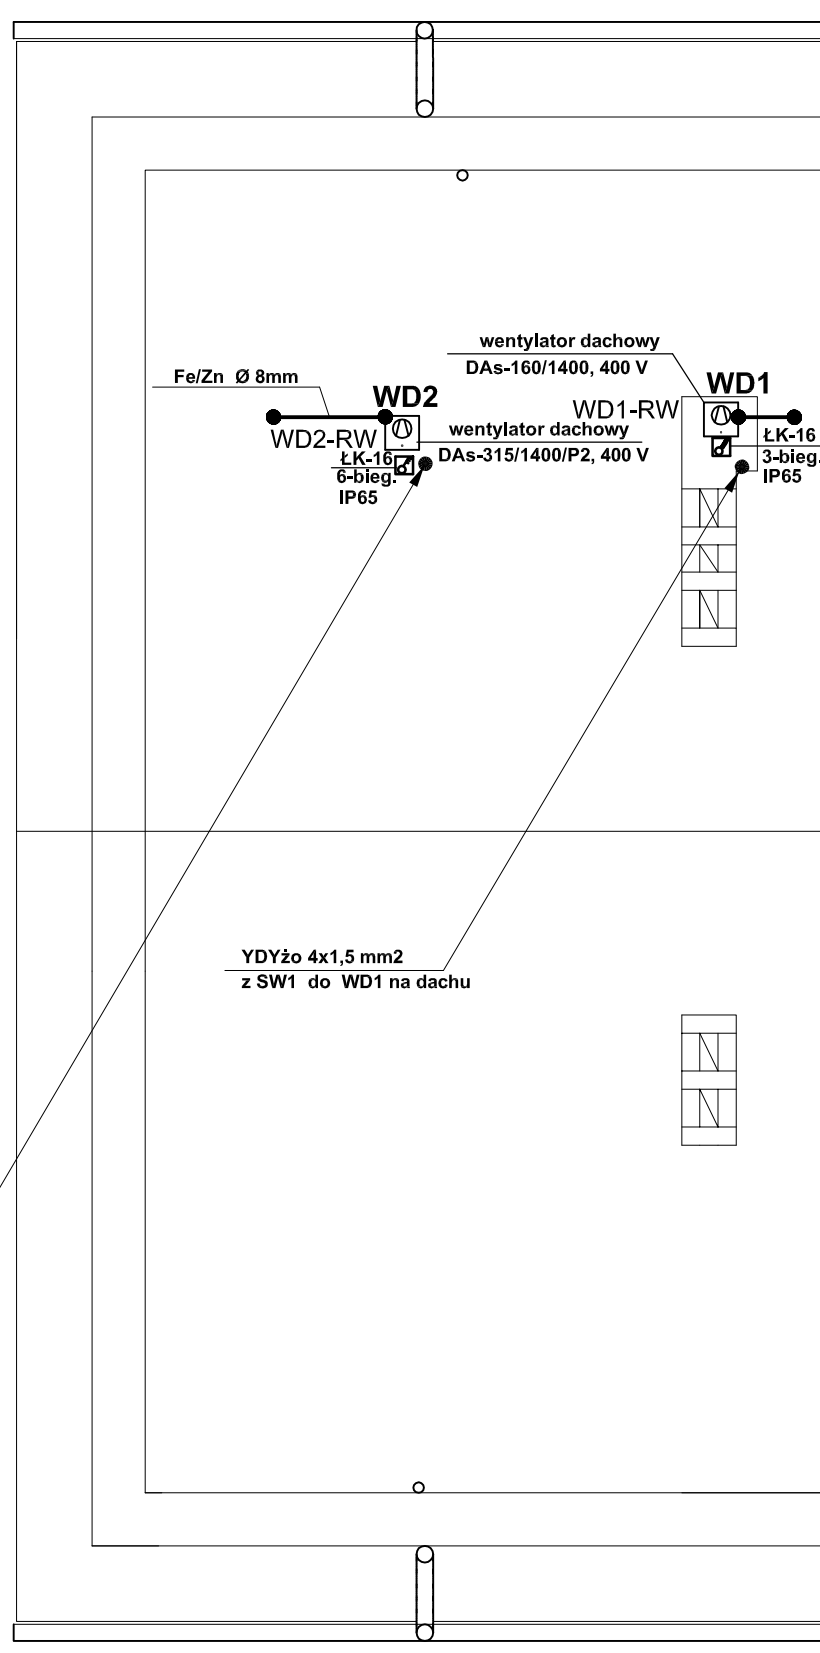 wentylator dachowy
DAs-160/1400, 400 V
Fe/Zn Ø 8mm
WD2
WD1
WD1-RW
WD2-RW
wentylator dachowy
DAs-315/1400/P2, 400 V
ŁK-16
6-bieg.
IP65
ŁK-16
3-bieg.
IP65
YDYżo 4x1,5 mm2
z SW1 do WD1 na dachu